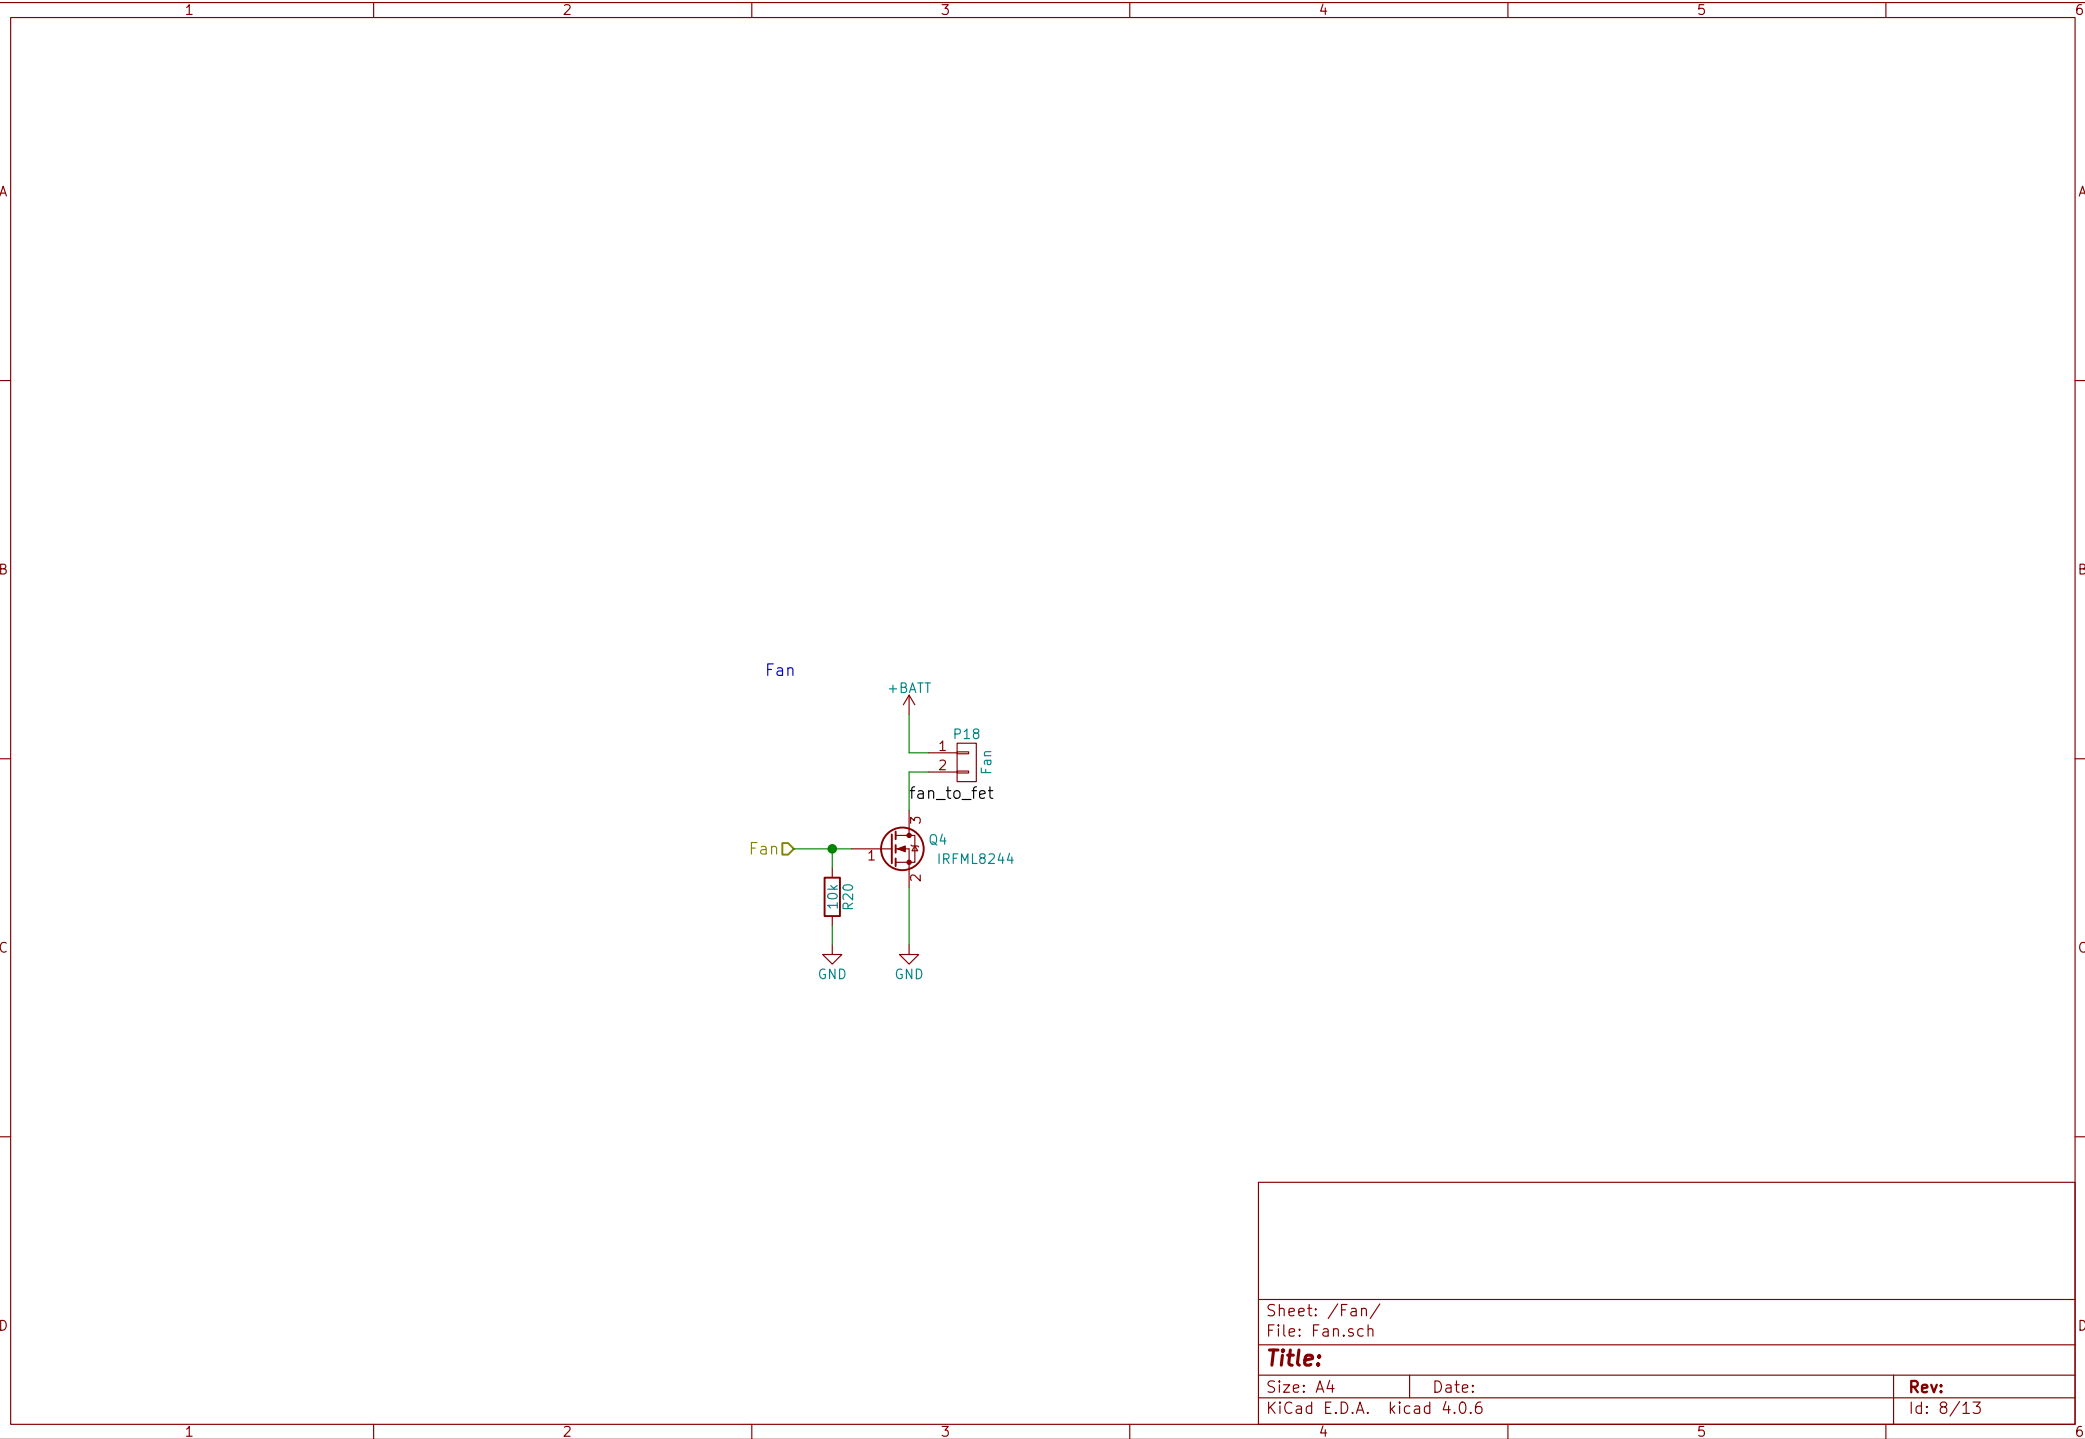 1 2 3 4 5 6
A A
B B
Fan
+BATT
P18
1
Fan
2
fan_to_fet
3
Q4
Fan
1
IRFML8244
2
10k
R20
C C
GND GND
Sheet: /Fan/
File: Fan.sch
D D
Title:
Size: A4 Date: Rev:
KiCad E.D.A. kicad 4.0.6 Id: 8/13
1 2 3 4 5 6